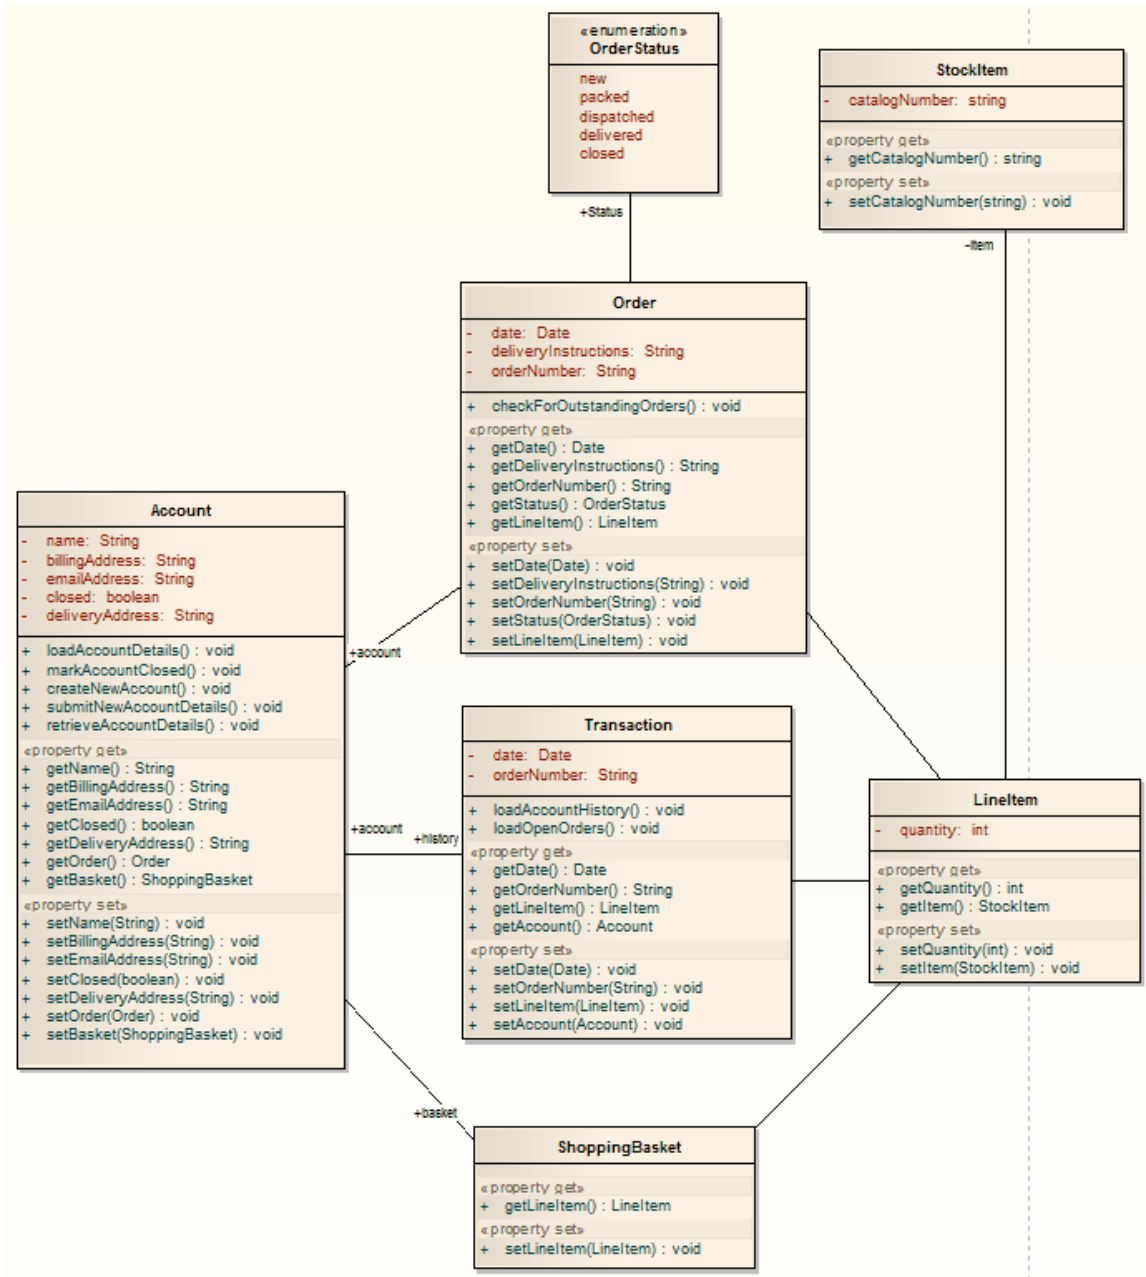 «enumeration»
OrderStatus
new
packed
dispatched
delivered
closed
+Status
StockItem
- catalogNumber: string
«property get»
+ getCatalogNumber() : string
«property set»
+ setCatalogNumber(string) : void
-Item
Order
- date: Date
- deliveryInstructions: String
- orderNumber: String
+ checkForOutstandingOrders() : void
«property get»
+ getDate() : Date
+ getDeliveryInstructions() : String
+ getOrderNumber() : String
+ getStatus() : OrderStatus
+ getLineItem() : LineItem
«property set»
+ setDate(Date) : void
+ setDeliveryInstructions(String) : void
+ setOrderNumber(String) : void
+ setStatus(OrderStatus) : void
+ setLineItem(LineItem) : void
Account
- name: String
- billingAddress: String
- emailAddress: String
- closed: boolean
- deliveryAddress: String
+ loadAccountDetails() : void
+ markAccountClosed() : void
+ createNewAccount() : void
+ submitNewAccountDetails() : void
+ retrieveAccountDetails() : void
«property get»
+ getName() : String
+ getBillingAddress() : String
+ getEmailAddress() : String
+ getClosed() : boolean
+ getDeliveryAddress() : String
+ getOrder() : Order
+ getBasket() : ShoppingBasket
«property set»
+ setName(String) : void
+ setBillingAddress(String) : void
+ setEmailAddress(String) : void
+ setClosed(boolean) : void
+ setDeliveryAddress(String) : void
+ setOrder(Order) : void
+ setBasket(ShoppingBasket) : void
+account
+account
+history
+basket
Transaction
- date: Date
- orderNumber: String
+ loadAccountHistory() : void
+ loadOpenOrders() : void
«property get»
+ getDate() : Date
+ getOrderNumber() : String
+ getLineItem() : LineItem
+ getAccount() : Account
«property set»
+ setDate(Date) : void
+ setOrderNumber(String) : void
+ setLineItem(LineItem) : void
+ setAccount(Account) : void
LineItem
- quantity: int
«property get»
+ getQuantity() : int
+ getItem() : StockItem
«property set»
+ setQuantity(int) : void
+ setItem(StockItem) : void
ShoppingBasket
«property get»
+ getLineItem() : LineItem
«property set»
+ setLineItem(LineItem) : void